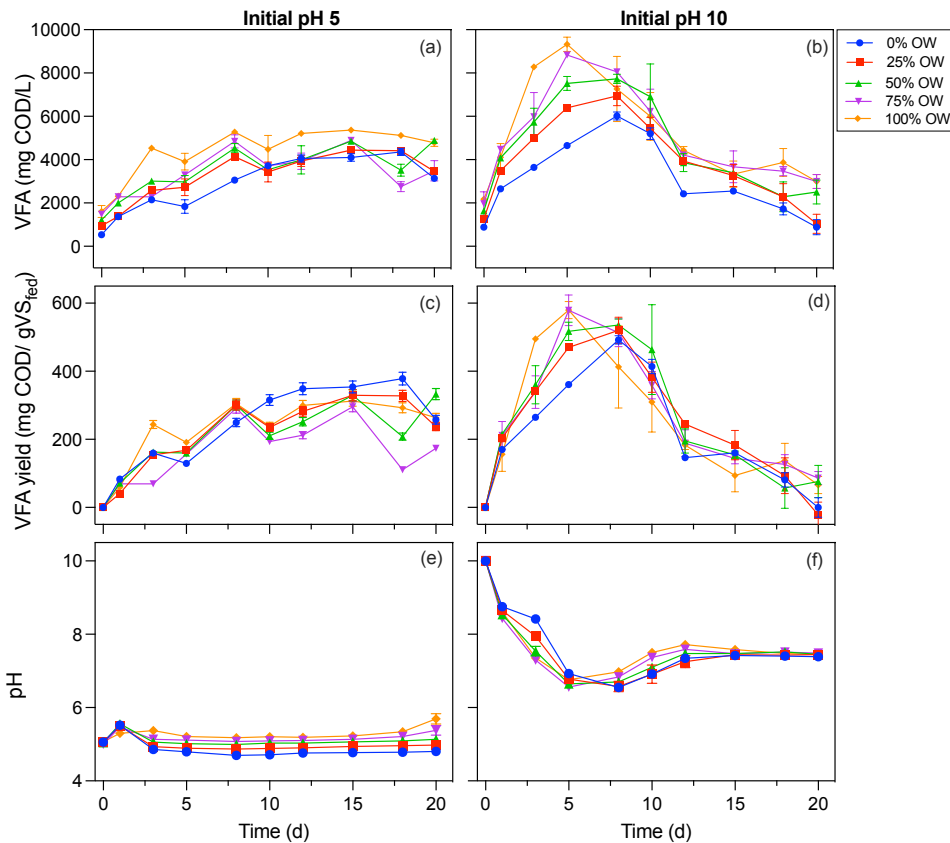 Initial pH 5
Initial pH 10
(a)
(b)
0% OW
25% OW
50% OW
75% OW
100% OW
VFA (mg COD/L)
10000
8000
6000
4000
2000
0
(c)
(d)
VFA yield (mg COD/ gVSfed)
600
400
200
0
(e)
(f)
pH
10
8
6
4
0 5 10 15 20
0 5 10 15 20
Time (d)
Time (d)